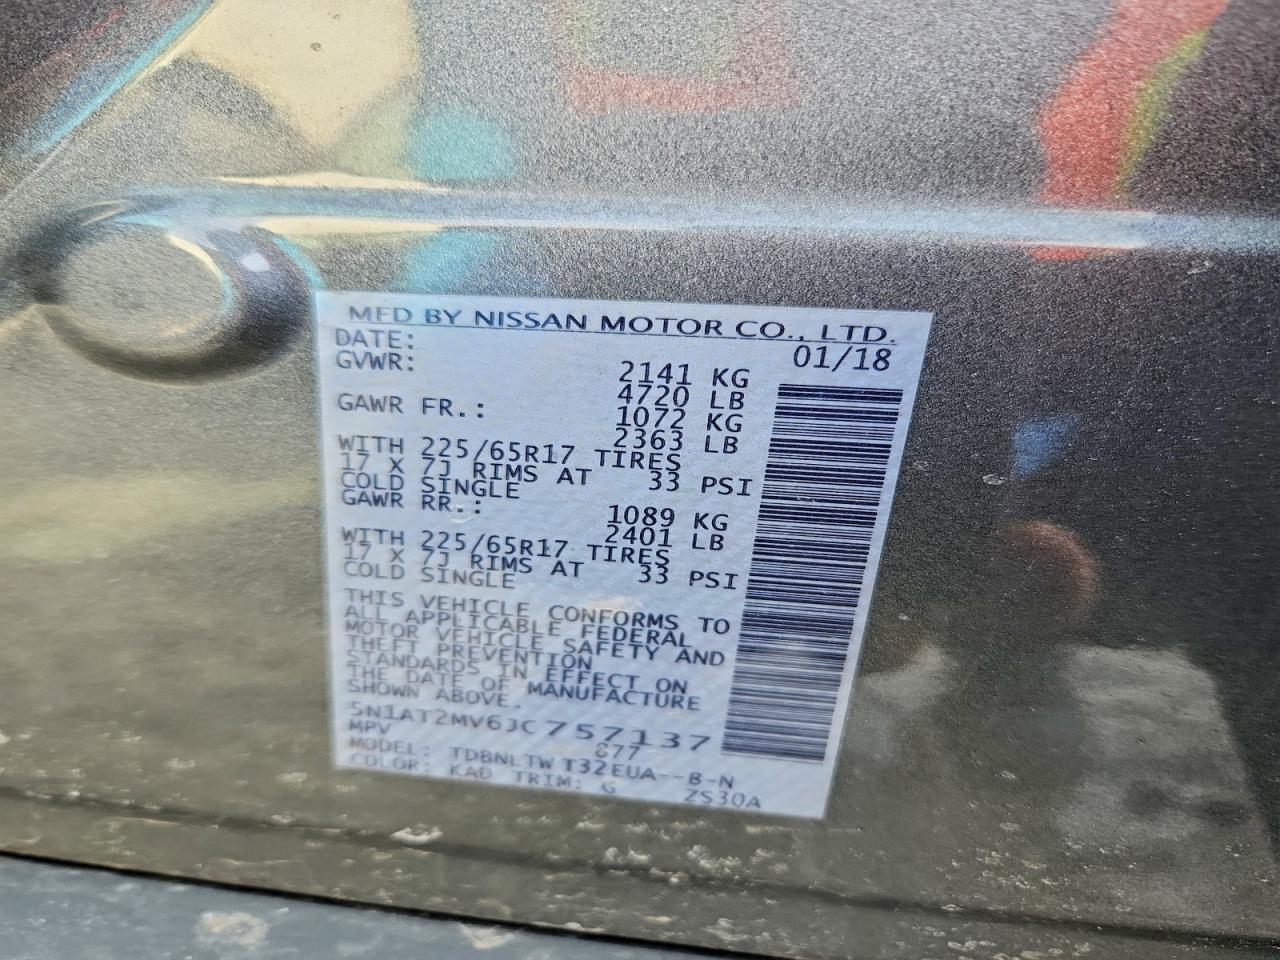 MFD BY NISSAN MOTOR CO., LTD.
DATE: 01/18
GVWR: 2141 KG
4720 LB
GAWR FR.: 1072 KG
2363 LB
WITH 225/65R17 TIRES
17 X 7J RIMS AT 33 PSI
COLD SINGLE
GAWR RR.: 1089 KG
2401 LB
WITH 225/65R17 TIRES
17 X 7J RIMS AT 33 PSI
COLD SINGLE
THIS VEHICLE CONFORMS TO
ALL APPLICABLE FEDERAL
MOTOR VEHICLE SAFETY AND
THEFT PREVENTION
STANDARDS IN EFFECT ON
THE DATE OF MANUFACTURE
SHOWN ABOVE.
5N1AT2MV6JC757137
MPV 877
MODEL: TDBNLTW T32EUA--B-N
COLOR: KAD TRIM: G ZS30A